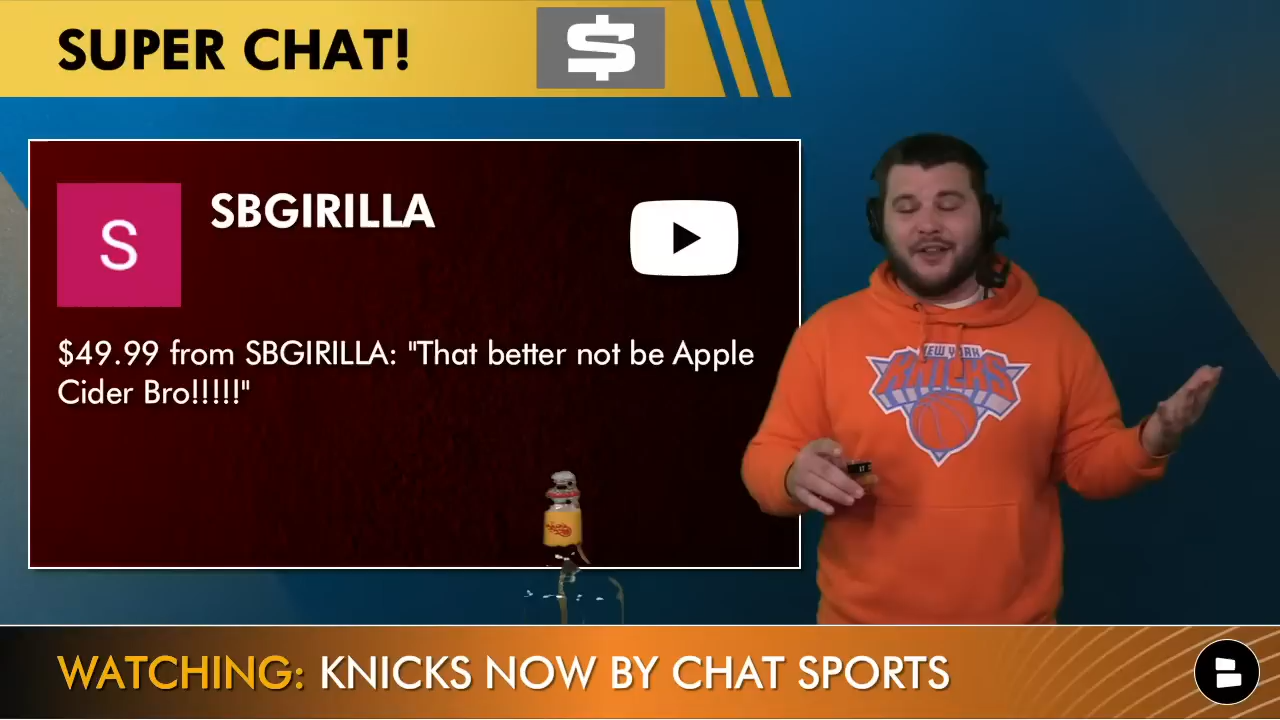 SUPER CHAT!
$
S
SBGIRILLA
$49.99 from SBGIRILLA: "That better not be Apple
Cider Bro!!!!!"
NEW YORK
KNICKS
WATCHING: KNICKS NOW BY CHAT SPORTS